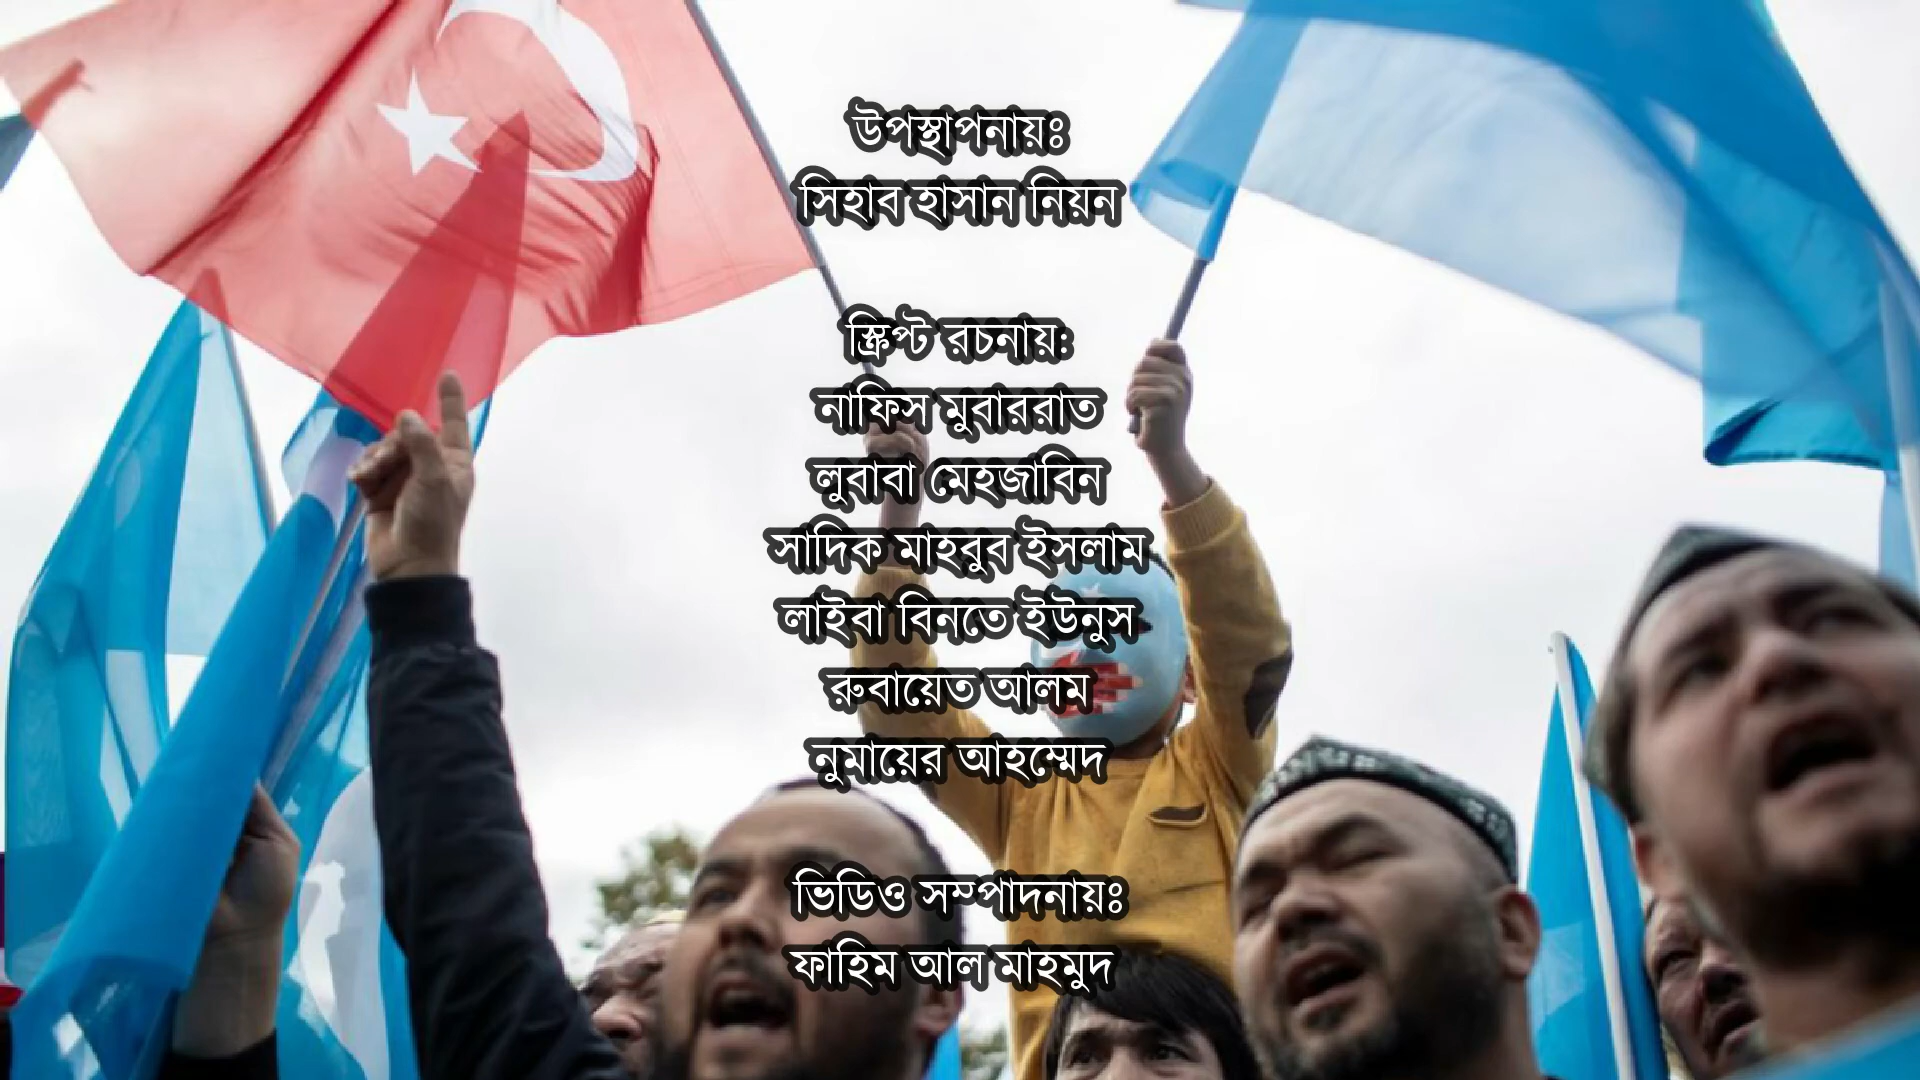 উপস্থাপনায়ঃ
সিহাব হাসান নিয়ন
স্ক্রিপ্ট রচনায়ঃ
নাফিস মুবাররাত
লুবাবা মেহজাবিন
সাদিক মাহবুব ইসলাম
লাইবা বিনতে ইউনুস
রুবায়েত আলম
নুমায়ের আহম্মেদ
ভিডিও সম্পাদনায়ঃ
ফাহিম আল মাহমুদ